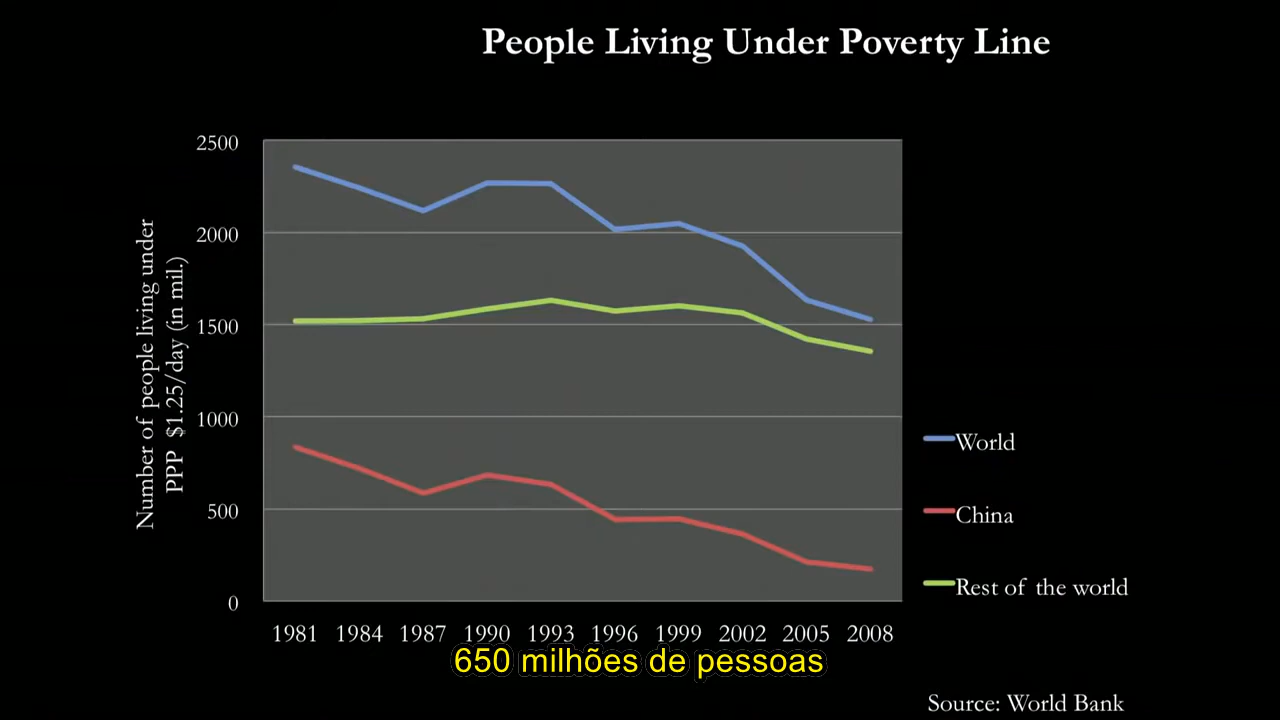 People Living Under Poverty Line
Number of people living under
PPP $1.25/day (in mil.)
2500
2000
1500
1000
500
0
1981 1984 1987 1990 1993 1996 1999 2002 2005 2008
World
China
Rest of the world
650 milhões de pessoas
Source: World Bank